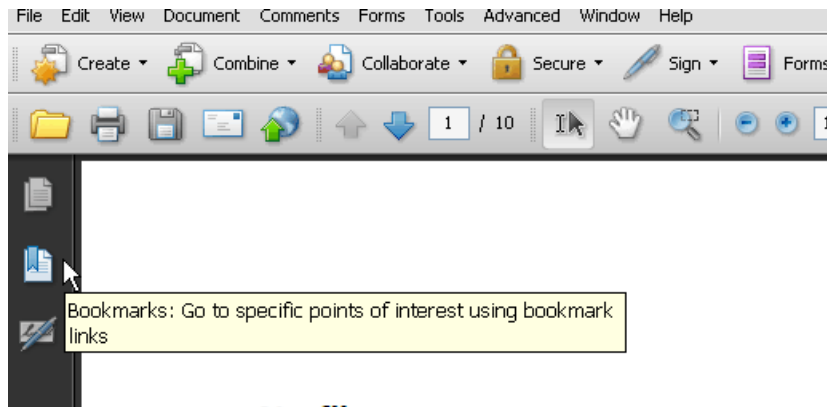 File Edit View Document Comments Forms Tools Advanced Window Help
Create Combine Collaborate Secure Sign Forms
1 / 10
Bookmarks: Go to specific points of interest using bookmark
links